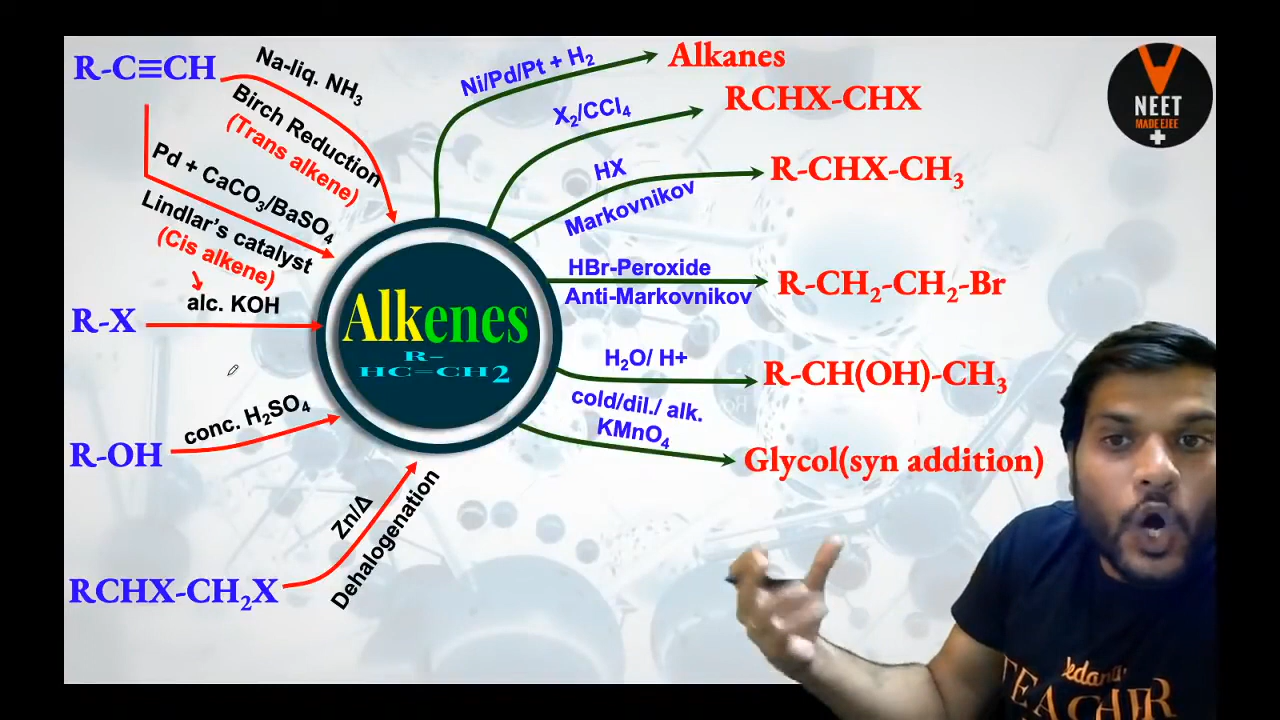 R-C≡CH
Na-liq. NH₃
Birch Reduction
(Trans alkene)
Pd + CaCO₃/BaSO₄
Lindlar's catalyst
(Cis alkene)
alc. KOH
R-X
conc. H₂SO₄
R-OH
Zn/Δ
Dehalogenation
RCHX-CH₂X
Alkenes
R-
HC=CH2
Ni/Pd/Pt + H₂
Alkanes
X₂/CCl₄
RCHX-CHX
HX
Markovnikov
R-CHX-CH₃
HBr-Peroxide
Anti-Markovnikov
R-CH₂-CH₂-Br
H₂O/ H+
R-CH(OH)-CH₃
cold/dil./ alk.
KMnO₄
Glycol(syn addition)
NEET
MADE EJEE
TEACHER